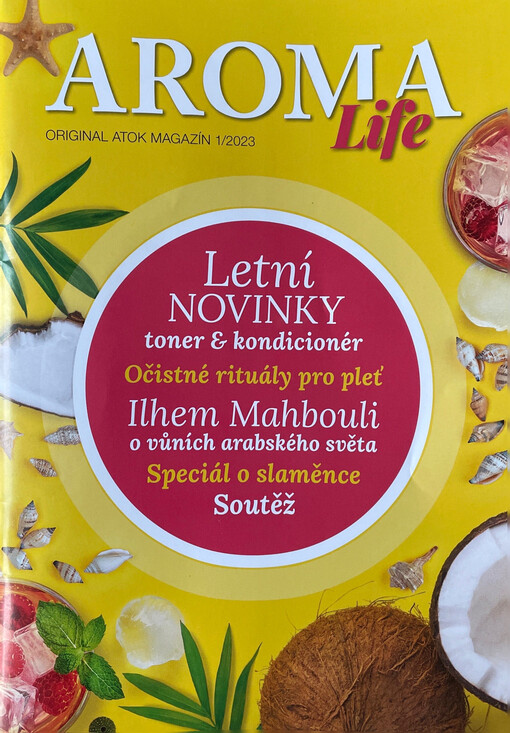 AROMA
Life
ORIGINAL ATOK MAGAZÍN 1/2023
Letní
NOVINKY
toner & kondicionér
Očistné rituály pro pleť
Ilhem Mahbouli
o vůních arabského světa
Speciál o slaměnce
Soutěž